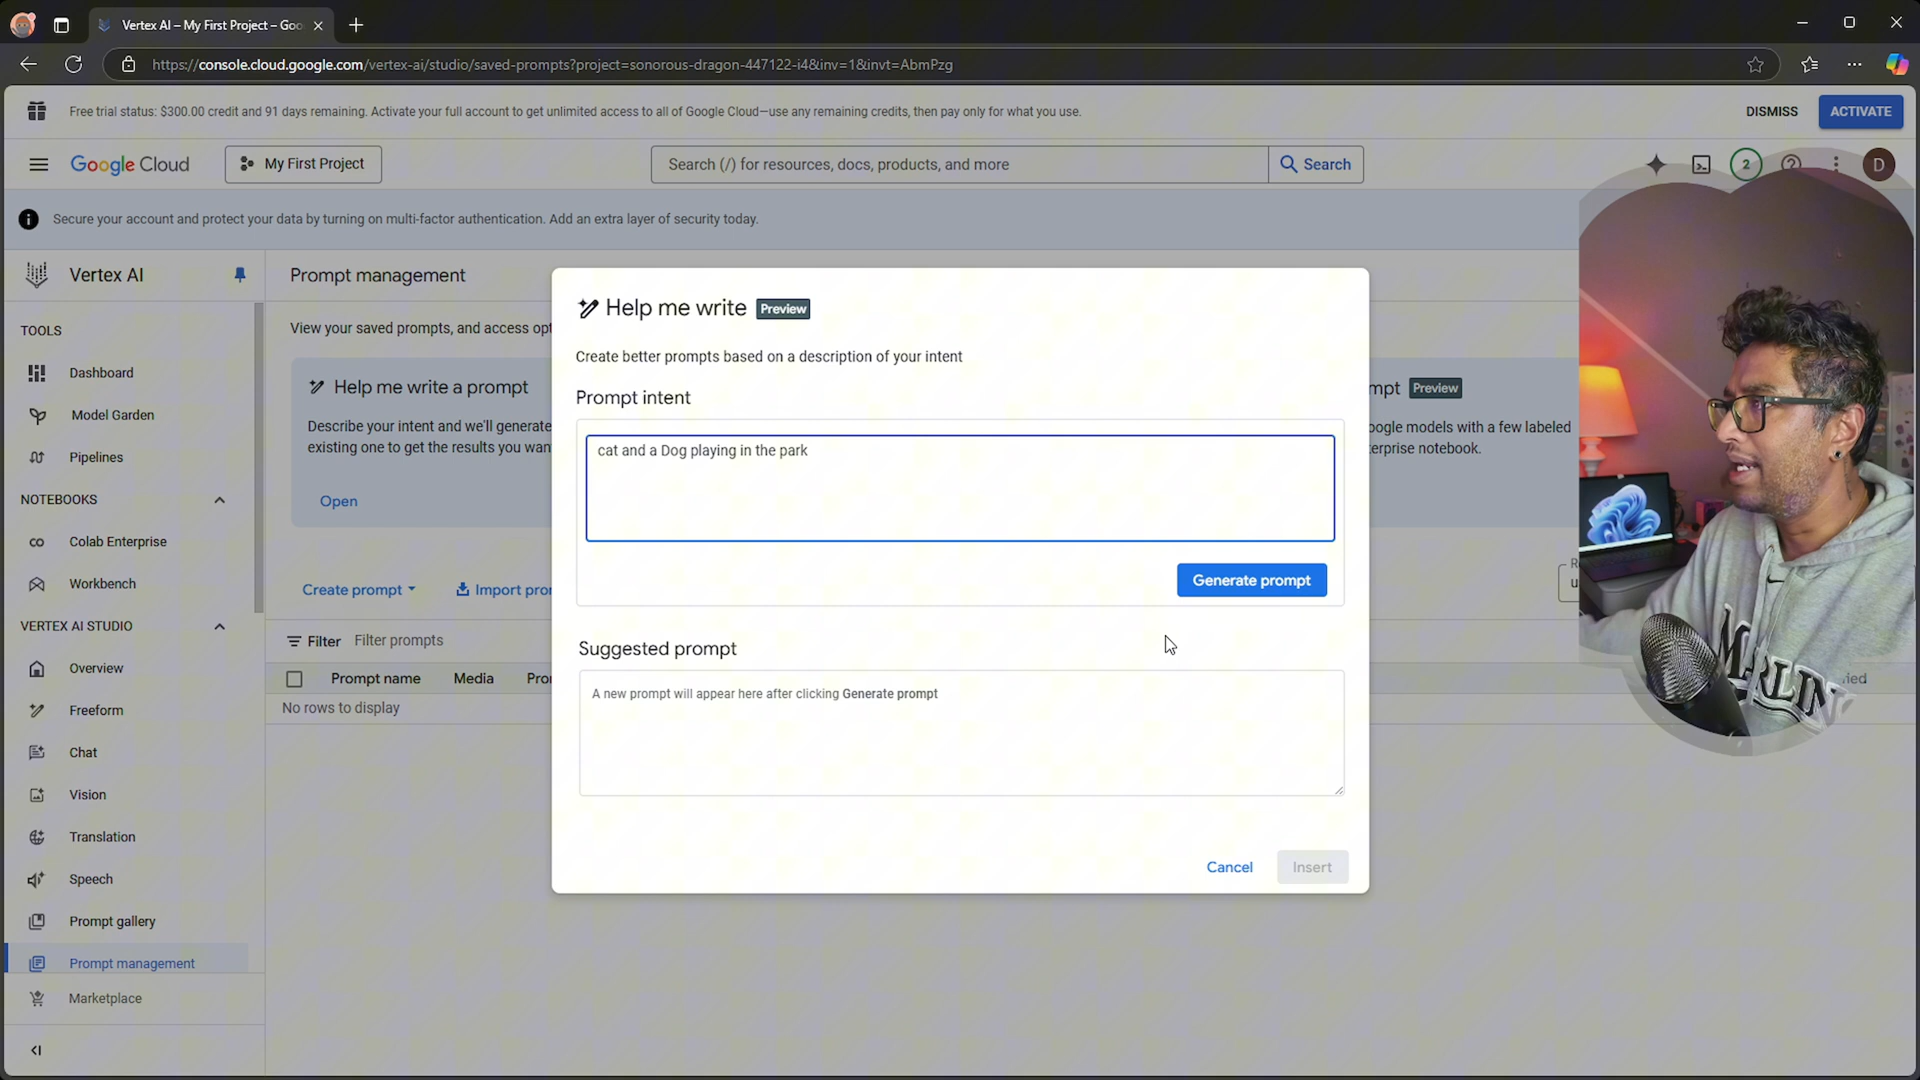 Vertex AI – My First Project – Goo
https://console.cloud.google.com/vertex-ai/studio/saved-prompts?project=sonorous-dragon-447122-i4&inv=1&invt=AbmPzg
Free trial status: $300.00 credit and 91 days remaining. Activate your full account to get unlimited access to all of Google Cloud—use any remaining credits, then pay only for what you use.
DISMISS
ACTIVATE
Google Cloud
My First Project
Search (/) for resources, docs, products, and more
Search
2
D
Secure your account and protect your data by turning on multi-factor authentication. Add an extra layer of security today.
Vertex AI
TOOLS
Dashboard
Model Garden
Pipelines
NOTEBOOKS
Colab Enterprise
Workbench
VERTEX AI STUDIO
Overview
Freeform
Chat
Vision
Translation
Speech
Prompt gallery
Prompt management
Marketplace
Prompt management
View your saved prompts, and access opt
Help me write a prompt
Describe your intent and we'll generate
existing one to get the results you wan
Open
Create prompt
Import pror
Filter Filter prompts
Prompt name
Media
Pro
No rows to display
Help me write Preview
Create better prompts based on a description of your intent
Prompt intent
cat and a Dog playing in the park
Generate prompt
Suggested prompt
A new prompt will appear here after clicking Generate prompt
Cancel
Insert
mpt Preview
oogle models with a few labeled
erprise notebook.
MERLIN